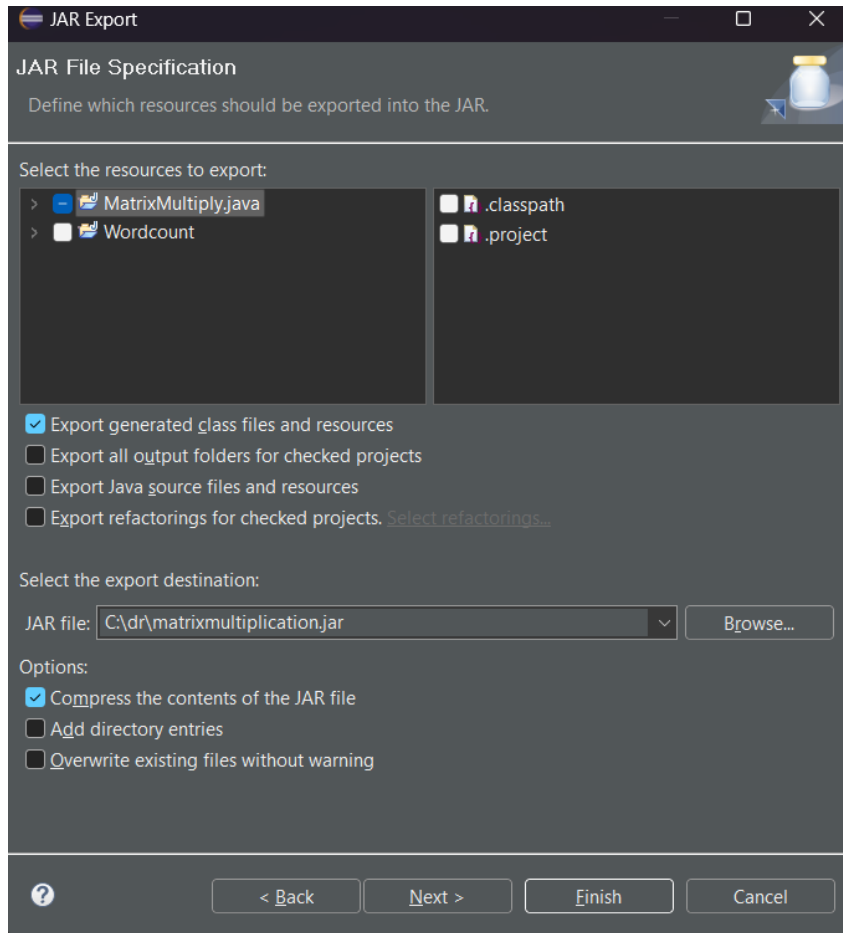 JAR Export
JAR File Specification
Define which resources should be exported into the JAR.
Select the resources to export:
MatrixMultiply.java
Wordcount
.classpath
.project
Export generated class files and resources
Export all output folders for checked projects
Export Java source files and resources
Export refactorings for checked projects. Select refactorings...
Select the export destination:
JAR file: C:\dr\matrixmultiplication.jar Browse...
Options:
Compress the contents of the JAR file
Add directory entries
Overwrite existing files without warning
? < Back Next > Finish Cancel